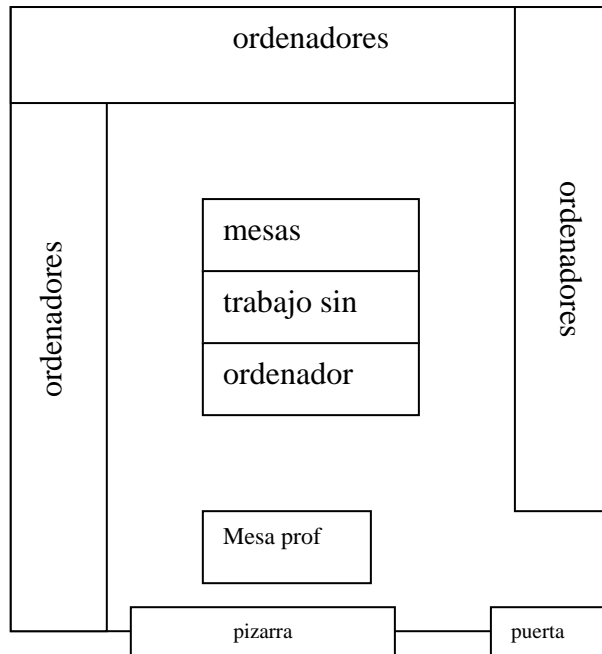 ordenadores
ordenadores
ordenadores
mesas
trabajo sin
ordenador
Mesa prof
pizarra
puerta